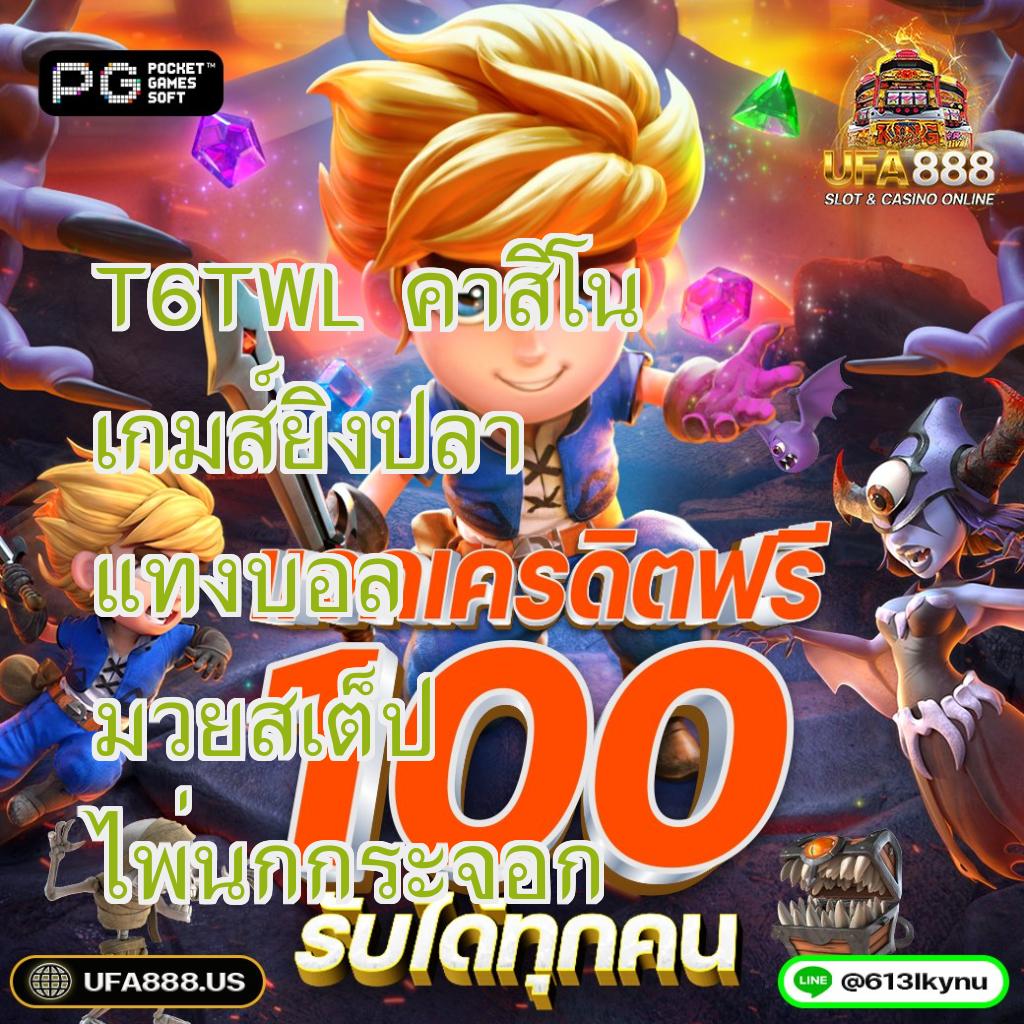 PG POCKET GAMES SOFT™
UFA888
SLOT & CASINO ONLINE
T6TWL คาสิโน
เกมส์ยิงปลา
แทงบอล
เครดิตฟรี
มวยสเต็ป
100
ไพ่นกกระจอก
รับได้ทุกคน
UFA888.US
LINE @613lkynu